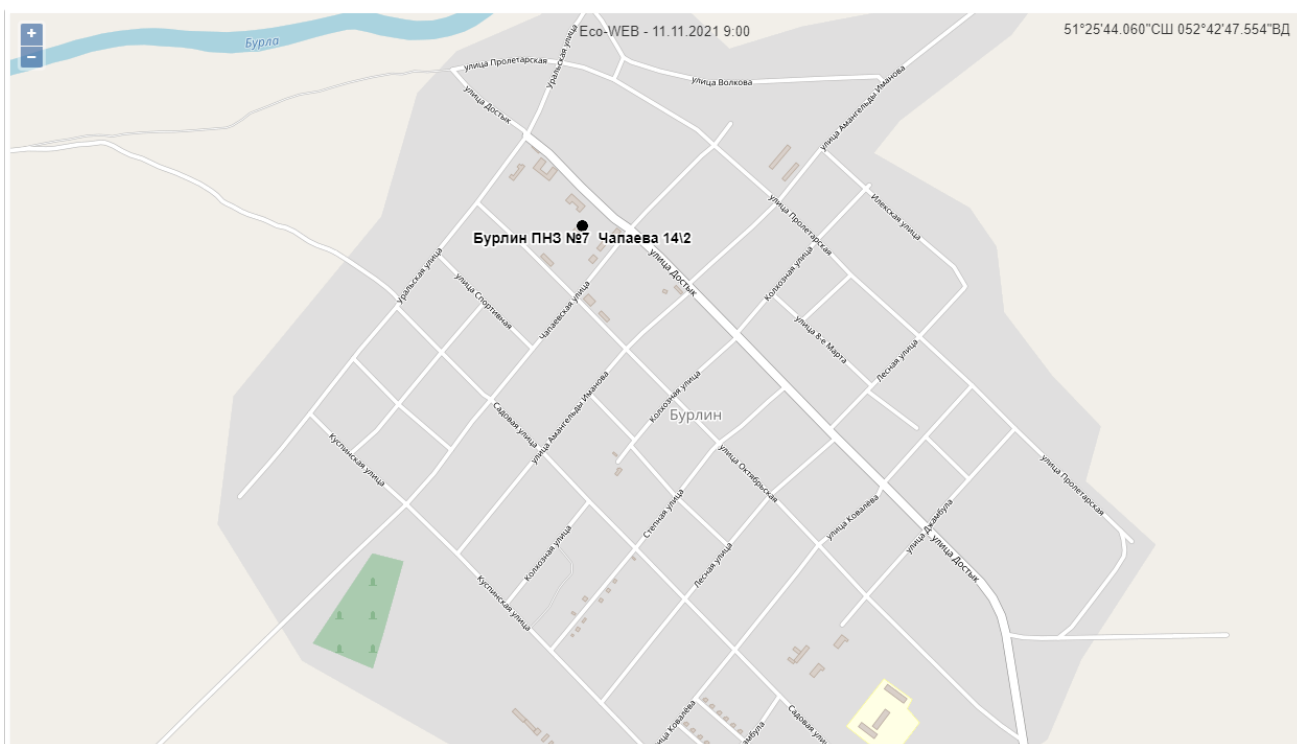 +
−
Бурла
Eco-WEB - 11.11.2021 9:00
51°25'44.060"СШ 052°42'47.554"ВД
улица Пролетарская
Уральская улица
улица Волкова
улица Амангельды Иманова
улица Достык
Илекская улица
улица Пролетарская
Бурлин ПНЗ №7 Чапаева 14\2
улица Достык
Уральская улица
улица Спортивная
Чапаевская улица
Колхозная улица
улица 8-е Марта
Лесная улица
Колхозная улица
улица Амангельды Иманова
Бурлин
Садовая улица
Куспинская улица
улица Октябрьская
улица Пролетарская
Степная улица
улица Ковалёва
улица Джамбула
улица Достык
Колхозная улица
Лесная улица
Куспинская улица
улица Ковалёва
Садовая улиц